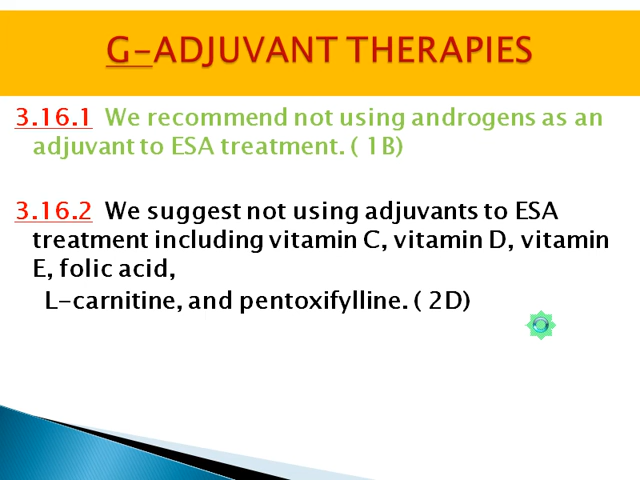 G-ADJUVANT THERAPIES
3.16.1 We recommend not using androgens as an
adjuvant to ESA treatment. ( 1B)
3.16.2 We suggest not using adjuvants to ESA
treatment including vitamin C, vitamin D, vitamin
E, folic acid,
L-carnitine, and pentoxifylline. ( 2D)